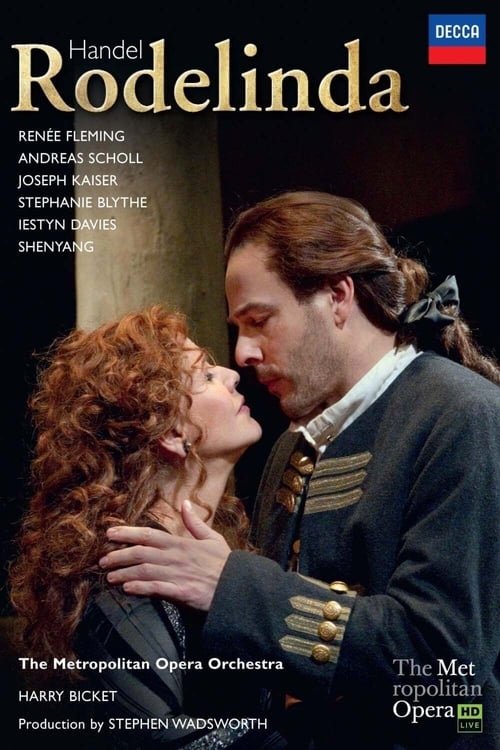 DECCA
Handel
Rodelinda
RENÉE FLEMING
ANDREAS SCHOLL
JOSEPH KAISER
STEPHANIE BLYTHE
IESTYN DAVIES
SHENYANG
The Metropolitan Opera Orchestra
HARRY BICKET
Production by STEPHEN WADSWORTH
The Met
ropolitan
Opera HD
LIVE